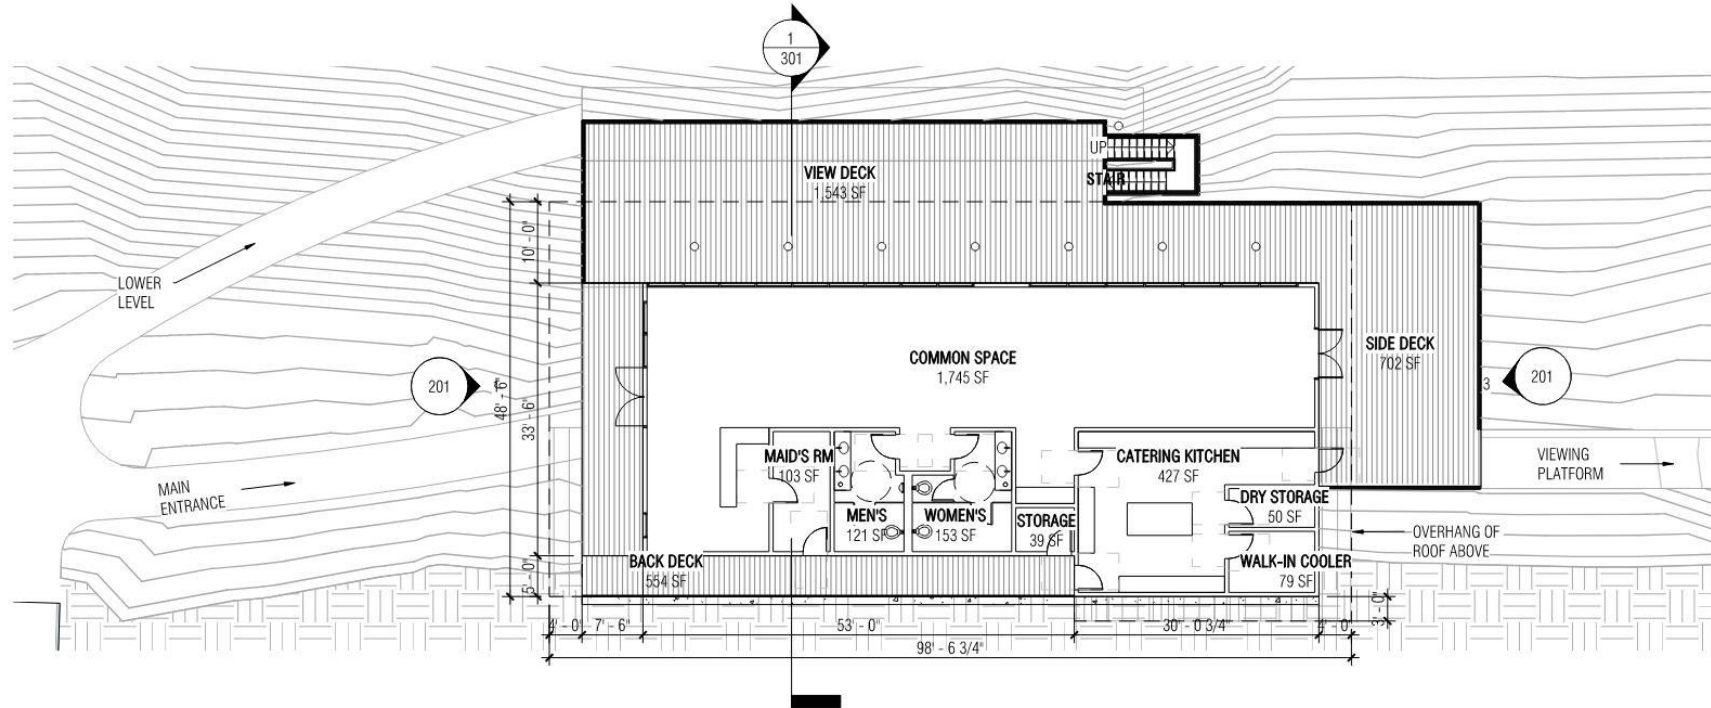 1
301
UP
STAIR
VIEW DECK
1,543 SF
10' - 0"
LOWER
LEVEL
COMMON SPACE
1,745 SF
SIDE DECK
702 SF
201
48' - 6"
33' - 6"
3
201
MAID'S RM
103 SF
CATERING KITCHEN
427 SF
VIEWING
PLATFORM
MAIN
ENTRANCE
MEN'S
121 SF
WOMEN'S
153 SF
STORAGE
39 SF
DRY STORAGE
50 SF
OVERHANG OF
ROOF ABOVE
BACK DECK
554 SF
WALK-IN COOLER
79 SF
5' - 0"
3' - 0"
4' - 0"
7' - 6"
53' - 0"
30' - 0 3/4"
4' - 0"
98' - 6 3/4"